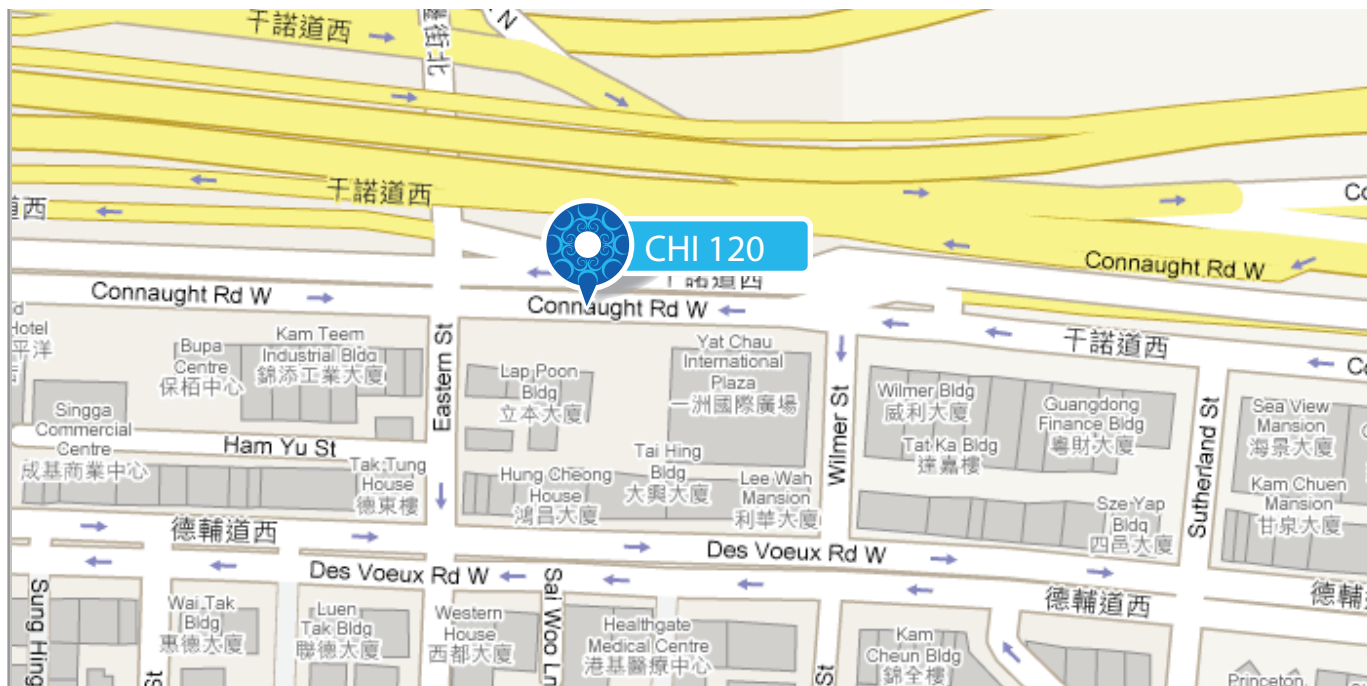 干諾道西
街北
N
干諾道西
道西
Co
CHI 120
干諾道西
Connaught Rd W
Connaught Rd W
Connaught Rd W
干諾道西
Co
d
Hotel
平洋
Bupa
Centre
保栢中心
Kam Teem
Industrial Bldg
錦添工業大廈
Eastern St
Lap Poon
Bldg
立本大廈
Yat Chau
International
Plaza
一洲國際廣場
Wilmer St
Wilmer Bldg
威利大廈
Guangdong
Finance Bldg
粵財大廈
Sutherland St
Sea View
Mansion
海景大廈
Singga
Commercial
Centre
成基商業中心
Ham Yu St
Tak Tung
House
德東樓
Hung Cheong
House
鴻昌大廈
Tai Hing
Bldg
大興大廈
Lee Wah
Mansion
利華大廈
Tat Ka Bldg
達嘉樓
Sze Yap
Bldg
四邑大廈
Kam Chuen
Mansion
甘泉大廈
德輔道西
Des Voeux Rd W
Des Voeux Rd W
德輔道西
德輔
Sung Hing
St
Wai Tak
Bldg
惠德大廈
Luen
Tak Bldg
聯德大廈
Western
House
西都大廈
Sai Woo Ln
Healthgate
Medical Centre
港基醫療中心
St
Kam
Cheun Bldg
錦全樓
Princeton